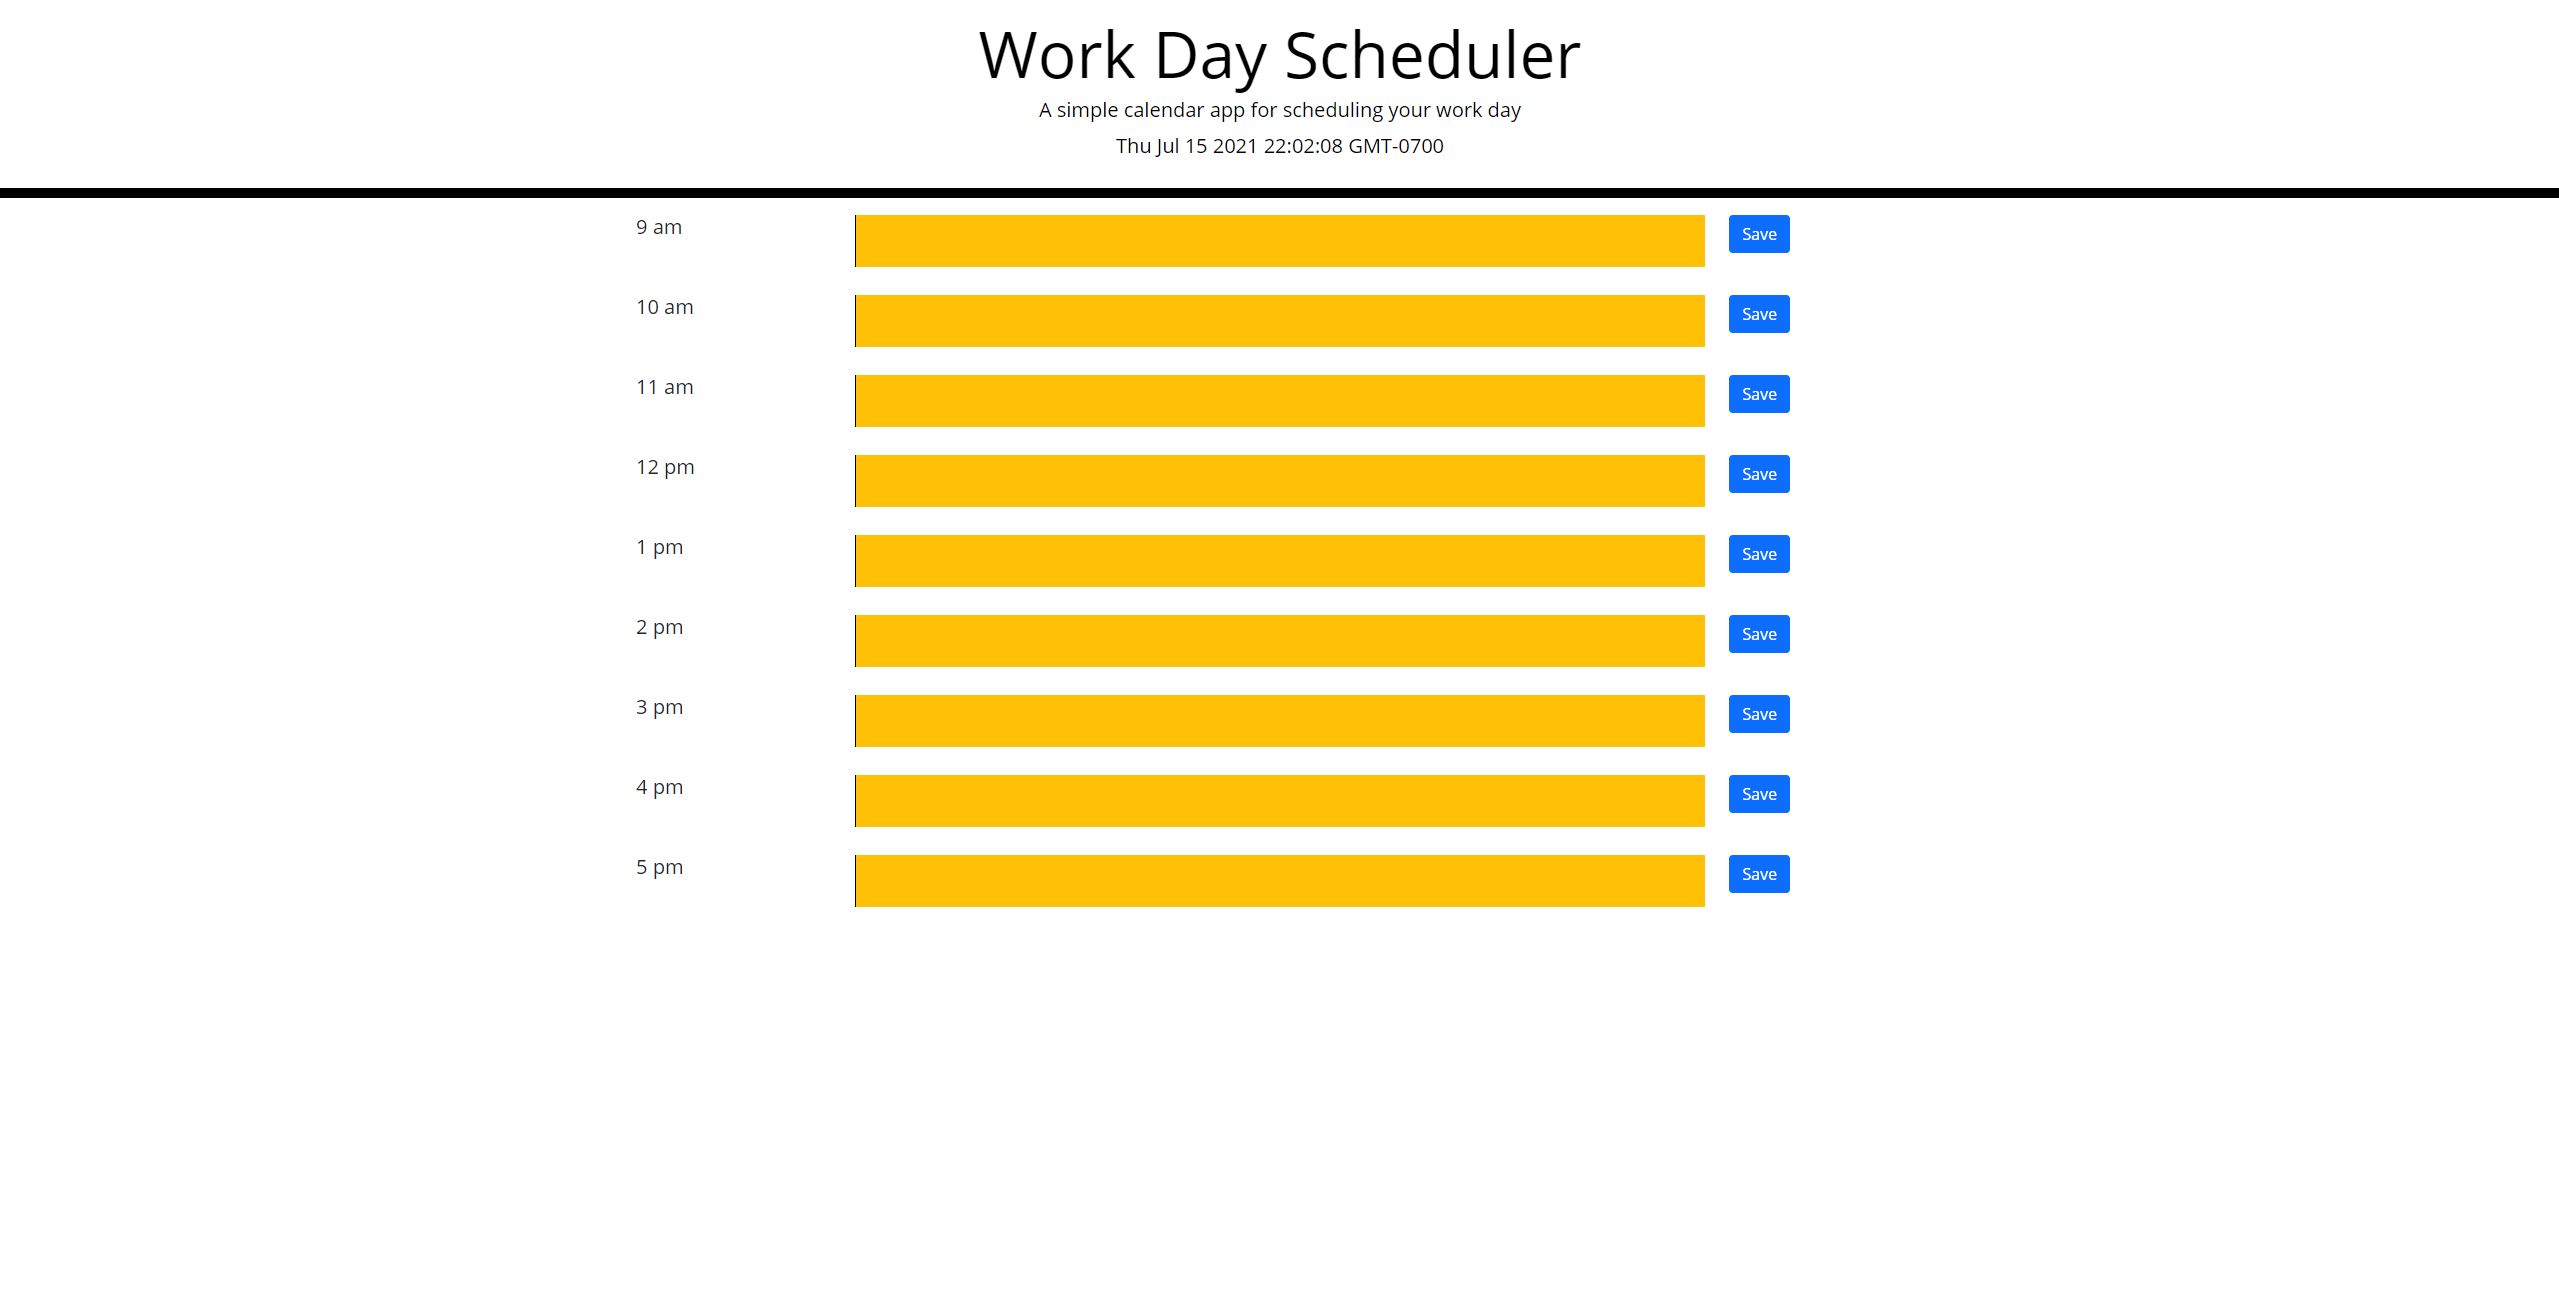 Work Day Scheduler
A simple calendar app for scheduling your work day
Thu Jul 15 2021 22:02:08 GMT-0700
9 am Save
10 am Save
11 am Save
12 pm Save
1 pm Save
2 pm Save
3 pm Save
4 pm Save
5 pm Save